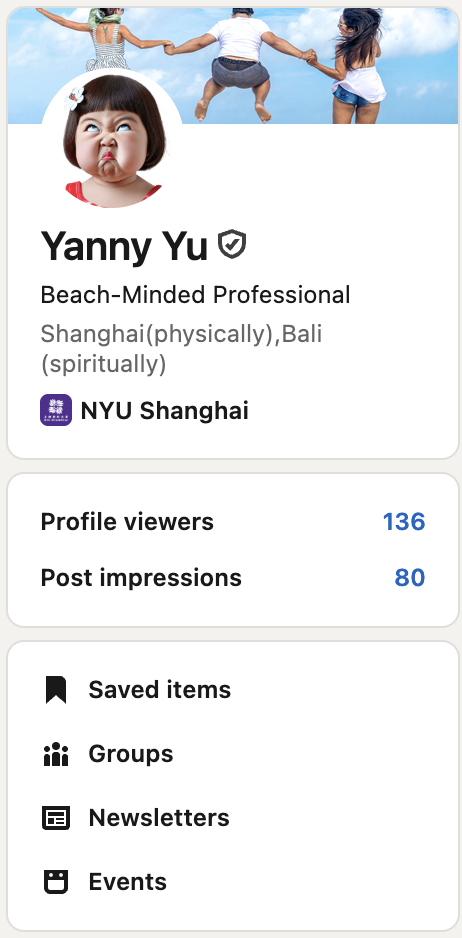 Yanny Yu
Beach-Minded Professional
Shanghai(physically),Bali
(spiritually)
NYU Shanghai
Profile viewers 136
Post impressions 80
Saved items
Groups
Newsletters
Events